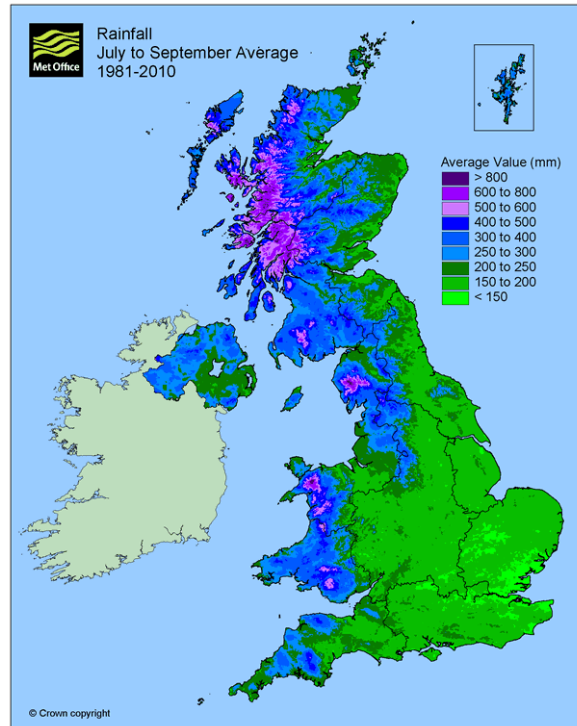 Met Office
Rainfall
July to September Average
1981-2010
Average Value (mm)
> 800
600 to 800
500 to 600
400 to 500
300 to 400
250 to 300
200 to 250
150 to 200
< 150
© Crown copyright